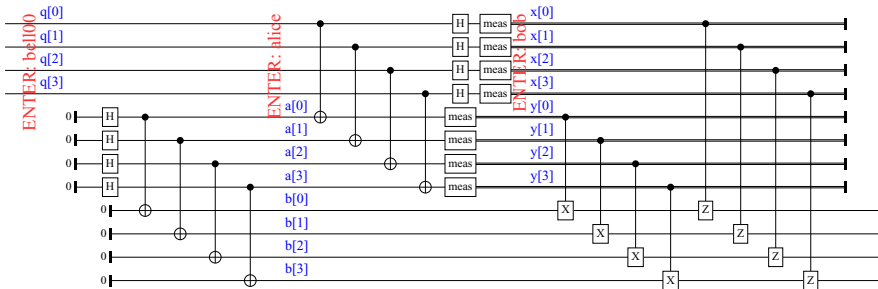 ENTER: bell00
ENTER: alice
ENTER: bob
q[0] H meas x[0]
q[1] H meas x[1]
q[2] H meas x[2]
q[3] H meas x[3]
0 H a[0] meas y[0]
0 H a[1] meas y[1]
0 H a[2] meas y[2]
0 H a[3] meas y[3]
0 b[0] X Z
0 b[1] X Z
0 b[2] X Z
0 b[3] X Z